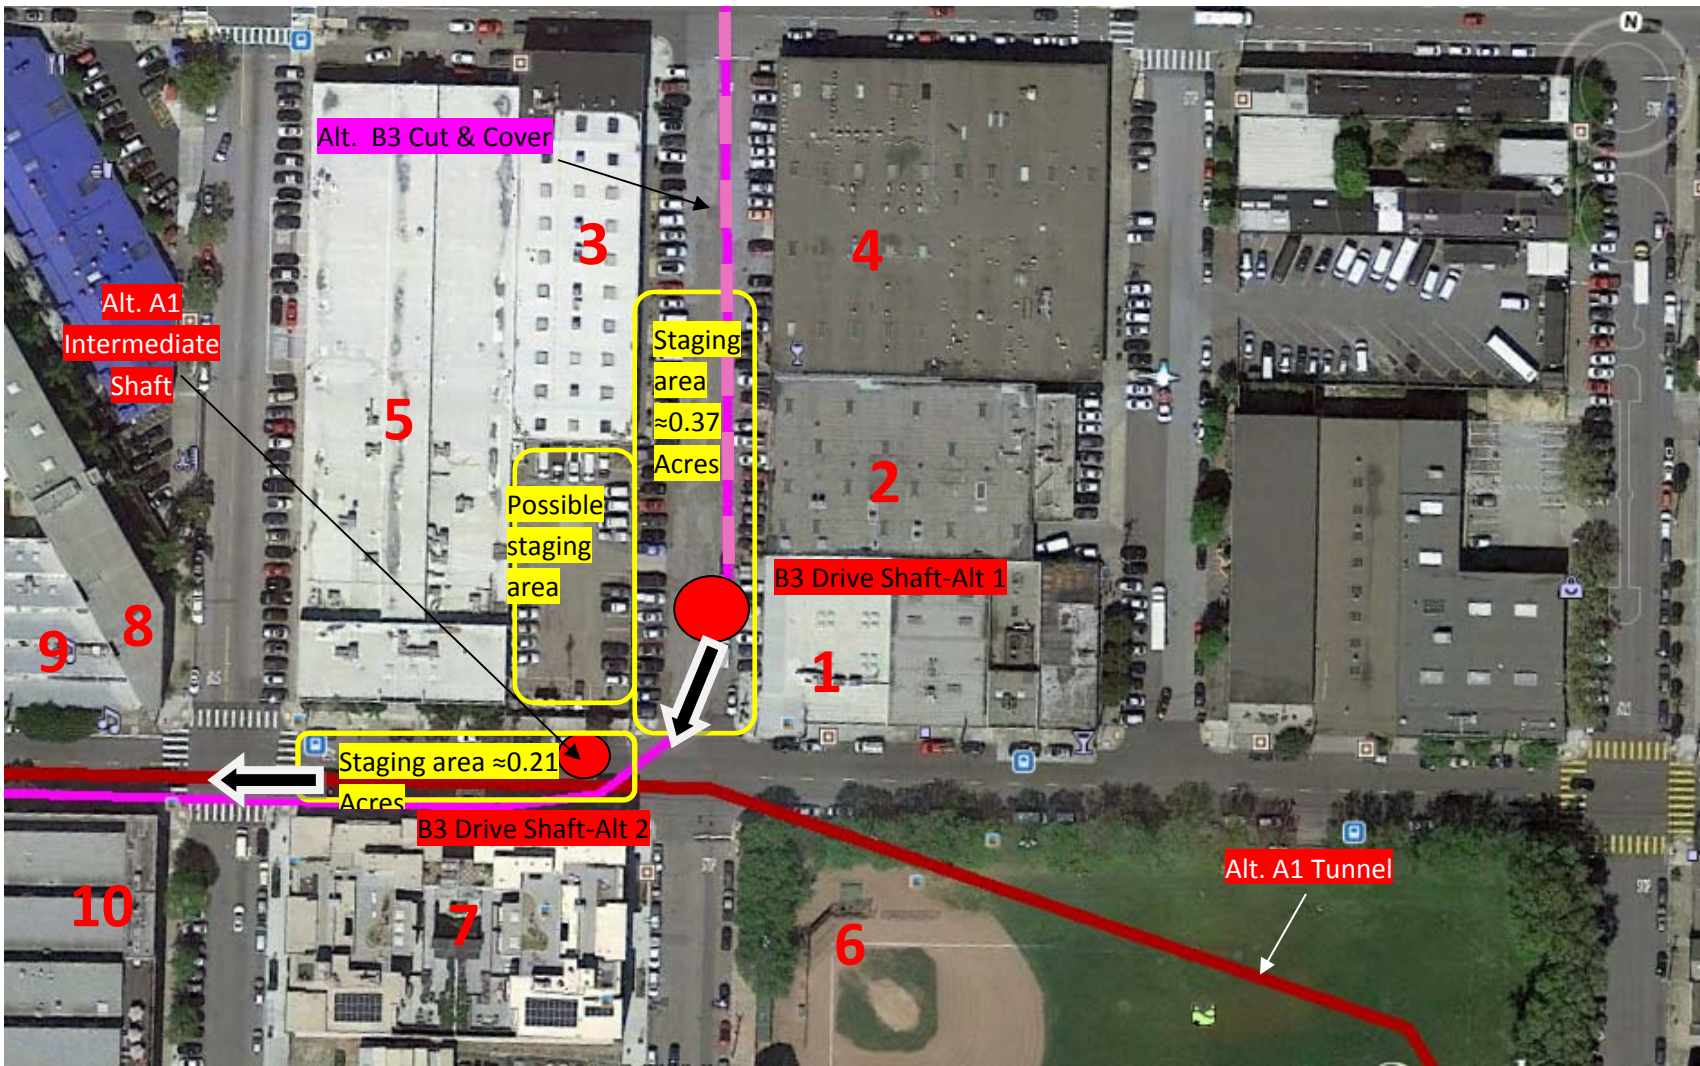 N
Alt.  B3 Cut & Cover
3
4
Alt. A1
Intermediate
Shaft
Staging
area
≈0.37
Acres
5
2
Possible
staging
area
B3 Drive Shaft-Alt 1
8
9
1
Staging area ≈0.21
Acres
B3 Drive Shaft-Alt 2
Alt. A1 Tunnel
10
7
6